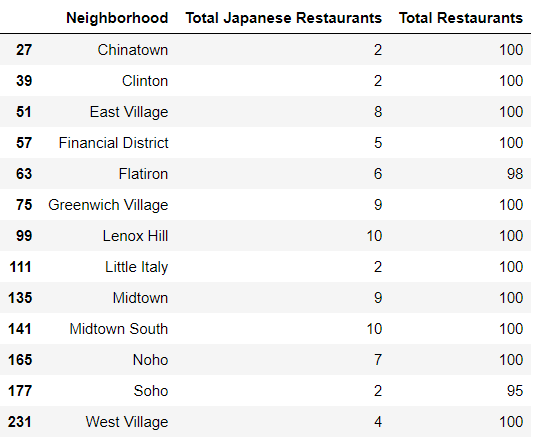 Neighborhood Total Japanese Restaurants Total Restaurants
27 Chinatown 2 100
39 Clinton 2 100
51 East Village 8 100
57 Financial District 5 100
63 Flatiron 6 98
75 Greenwich Village 9 100
99 Lenox Hill 10 100
111 Little Italy 2 100
135 Midtown 9 100
141 Midtown South 10 100
165 Noho 7 100
177 Soho 2 95
231 West Village 4 100